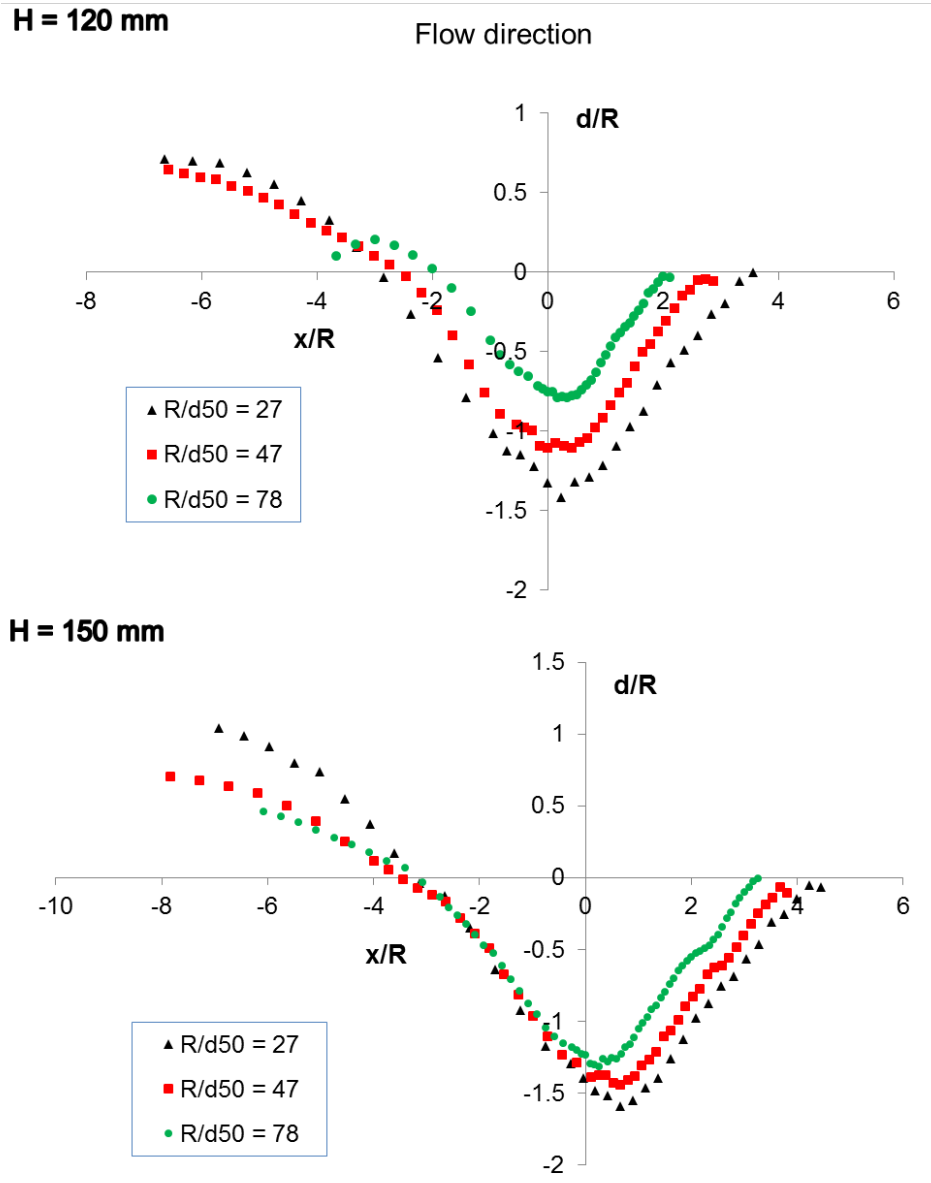 H = 120 mm
Flow direction
1
d/R
0.5
0
-8
-6
-4
-2
0
2
4
6
x/R
-0.5
R/d50 = 27
-1
R/d50 = 47
R/d50 = 78
-1.5
-2
H = 150 mm
1.5
d/R
1
0.5
0
-10
-8
-6
-4
-2
0
2
4
6
x/R
-0.5
-1
R/d50 = 27
R/d50 = 47
-1.5
R/d50 = 78
-2